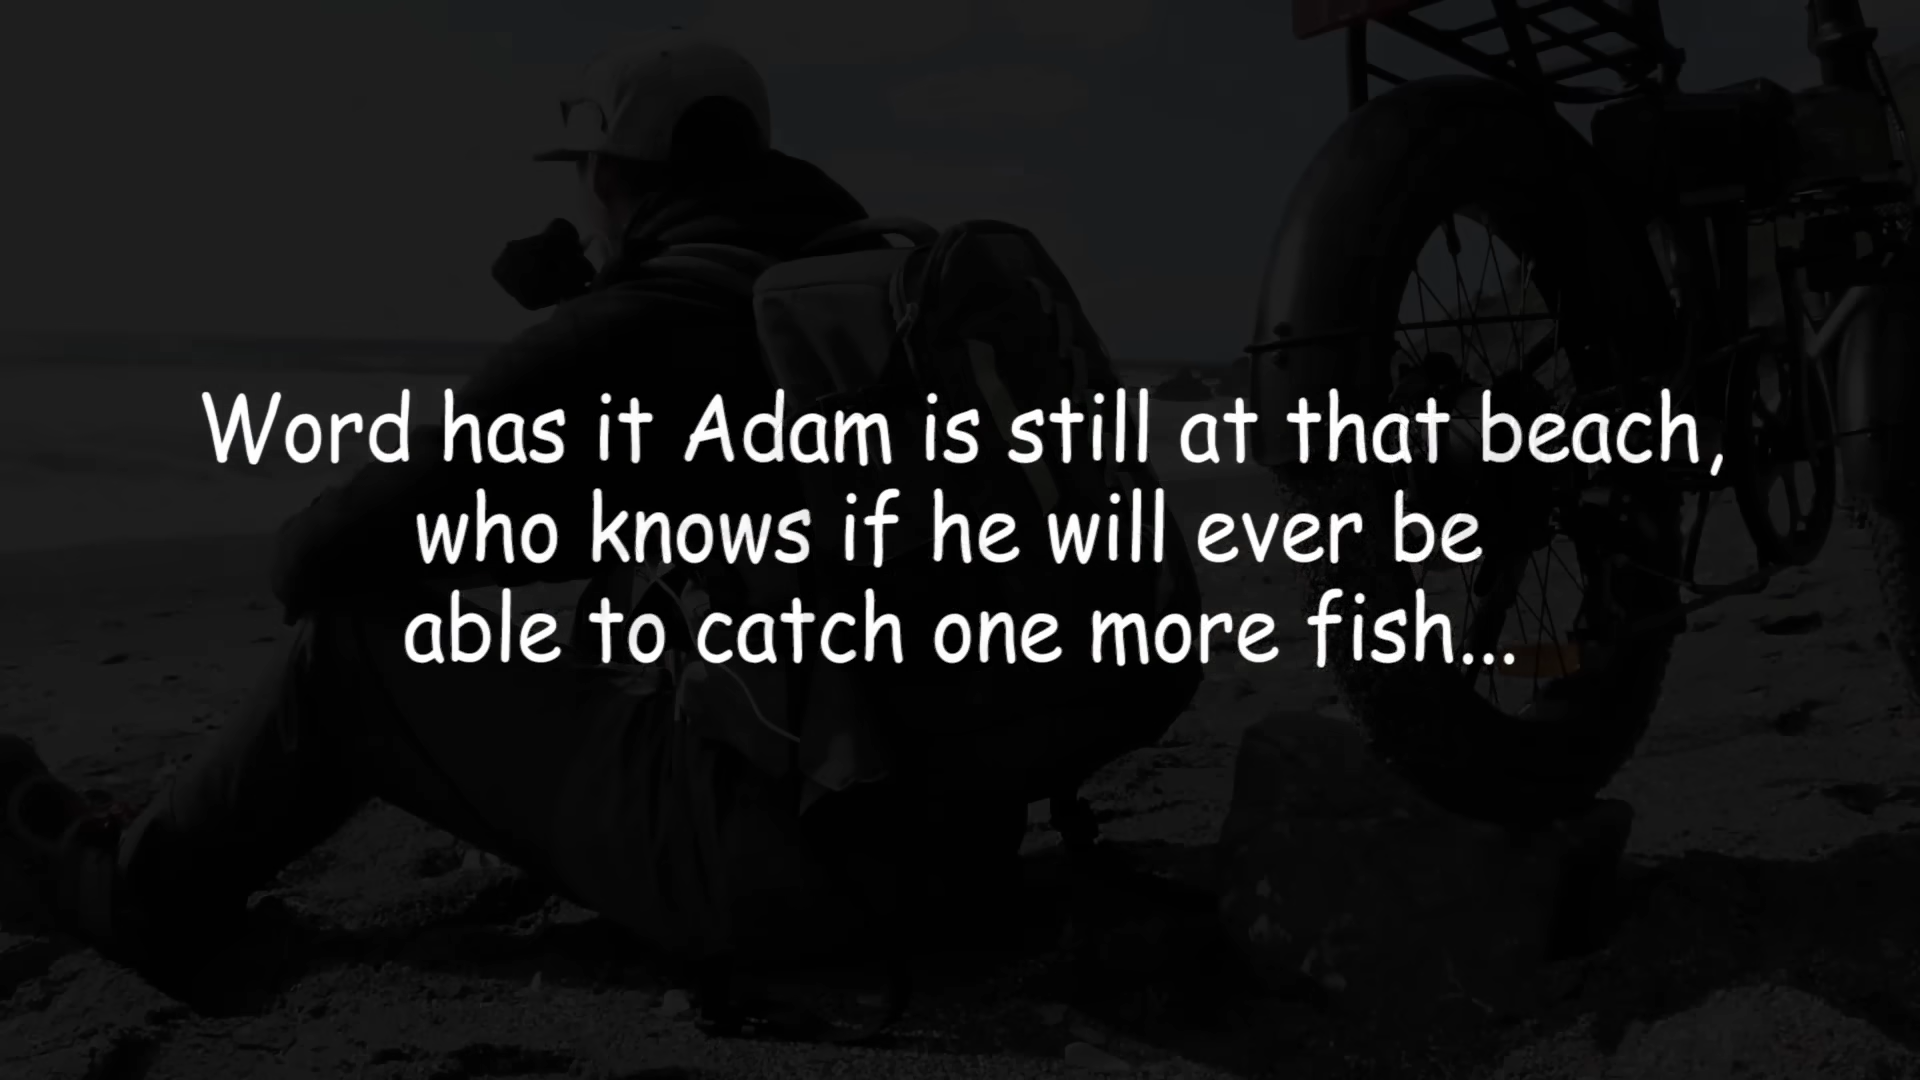 Word has it Adam is still at that beach,
who knows if he will ever be
able to catch one more fish...